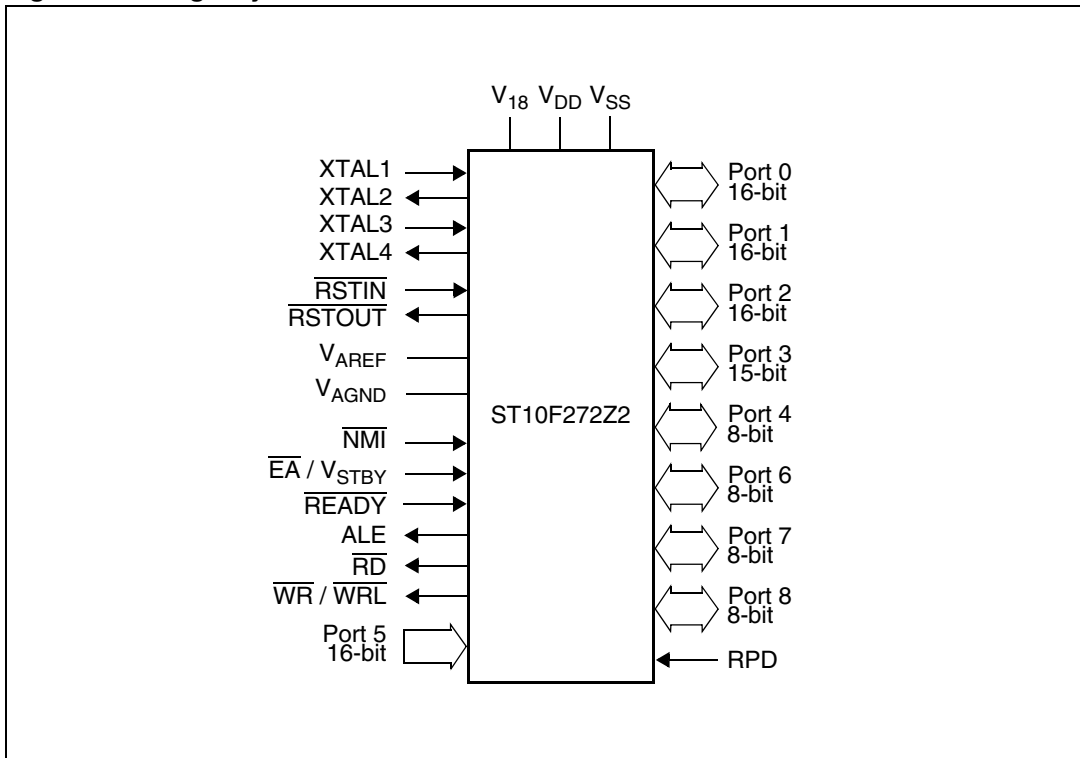 V18 VDD VSS
XTAL1
XTAL2
XTAL3
XTAL4
RSTIN
RSTOUT
VAREF
VAGND
NMI
EA / VSTBY
READY
ALE
RD
WR / WRL
Port 5
16-bit
ST10F272Z2
Port 0
16-bit
Port 1
16-bit
Port 2
16-bit
Port 3
15-bit
Port 4
8-bit
Port 6
8-bit
Port 7
8-bit
Port 8
8-bit
RPD